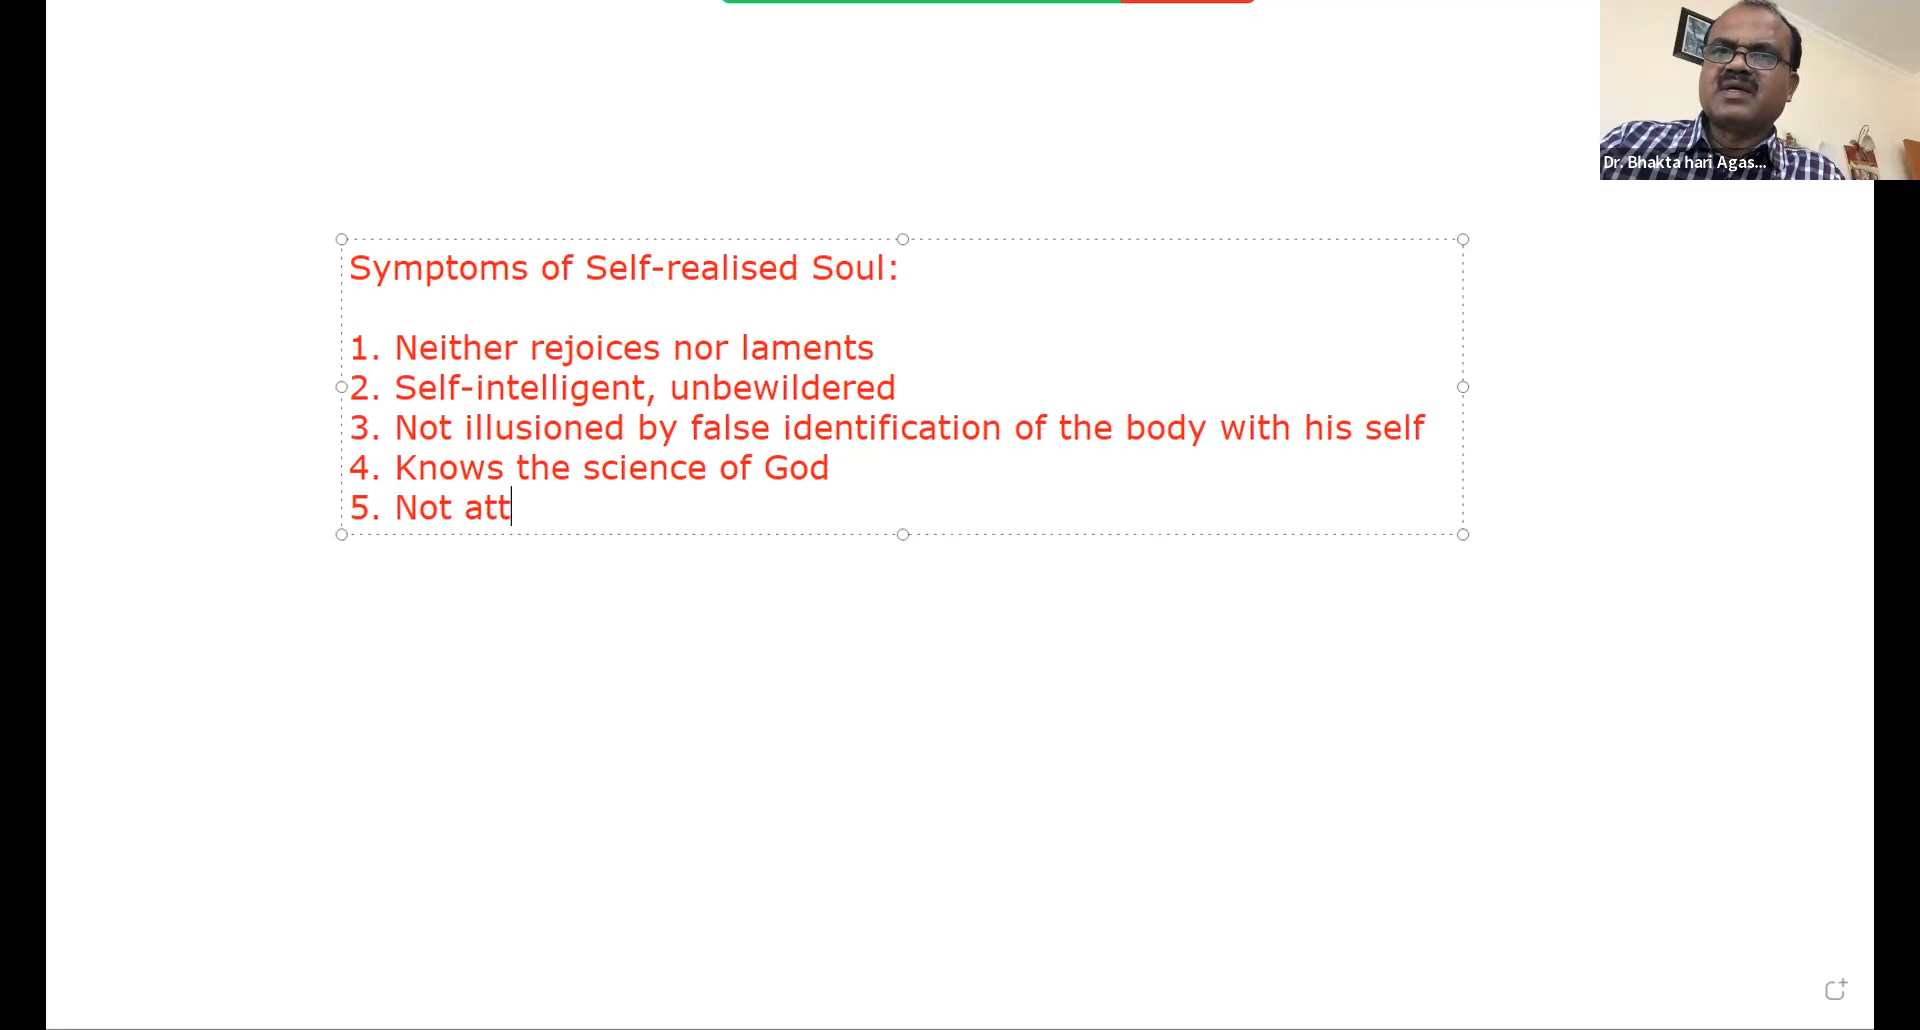 Dr. Bhakta hari Agas...
Symptoms of Self-realised Soul:
1. Neither rejoices nor laments
2. Self-intelligent, unbewildered
3. Not illusioned by false identification of the body with his self
4. Knows the science of God
5. Not att